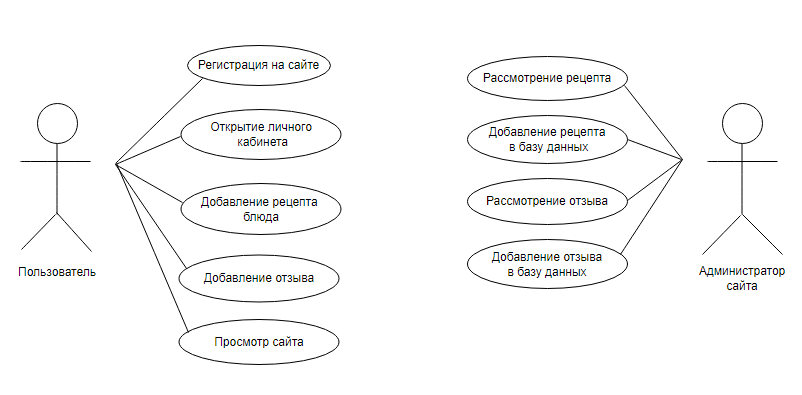 Регистрация на сайте
Открытие личного
кабинета
Добавление рецепта
блюда
Добавление отзыва
Просмотр сайта
Пользователь
Рассмотрение рецепта
Добавление рецепта
в базу данных
Рассмотрение отзыва
Добавление отзыва
в базу данных
Администратор
сайта